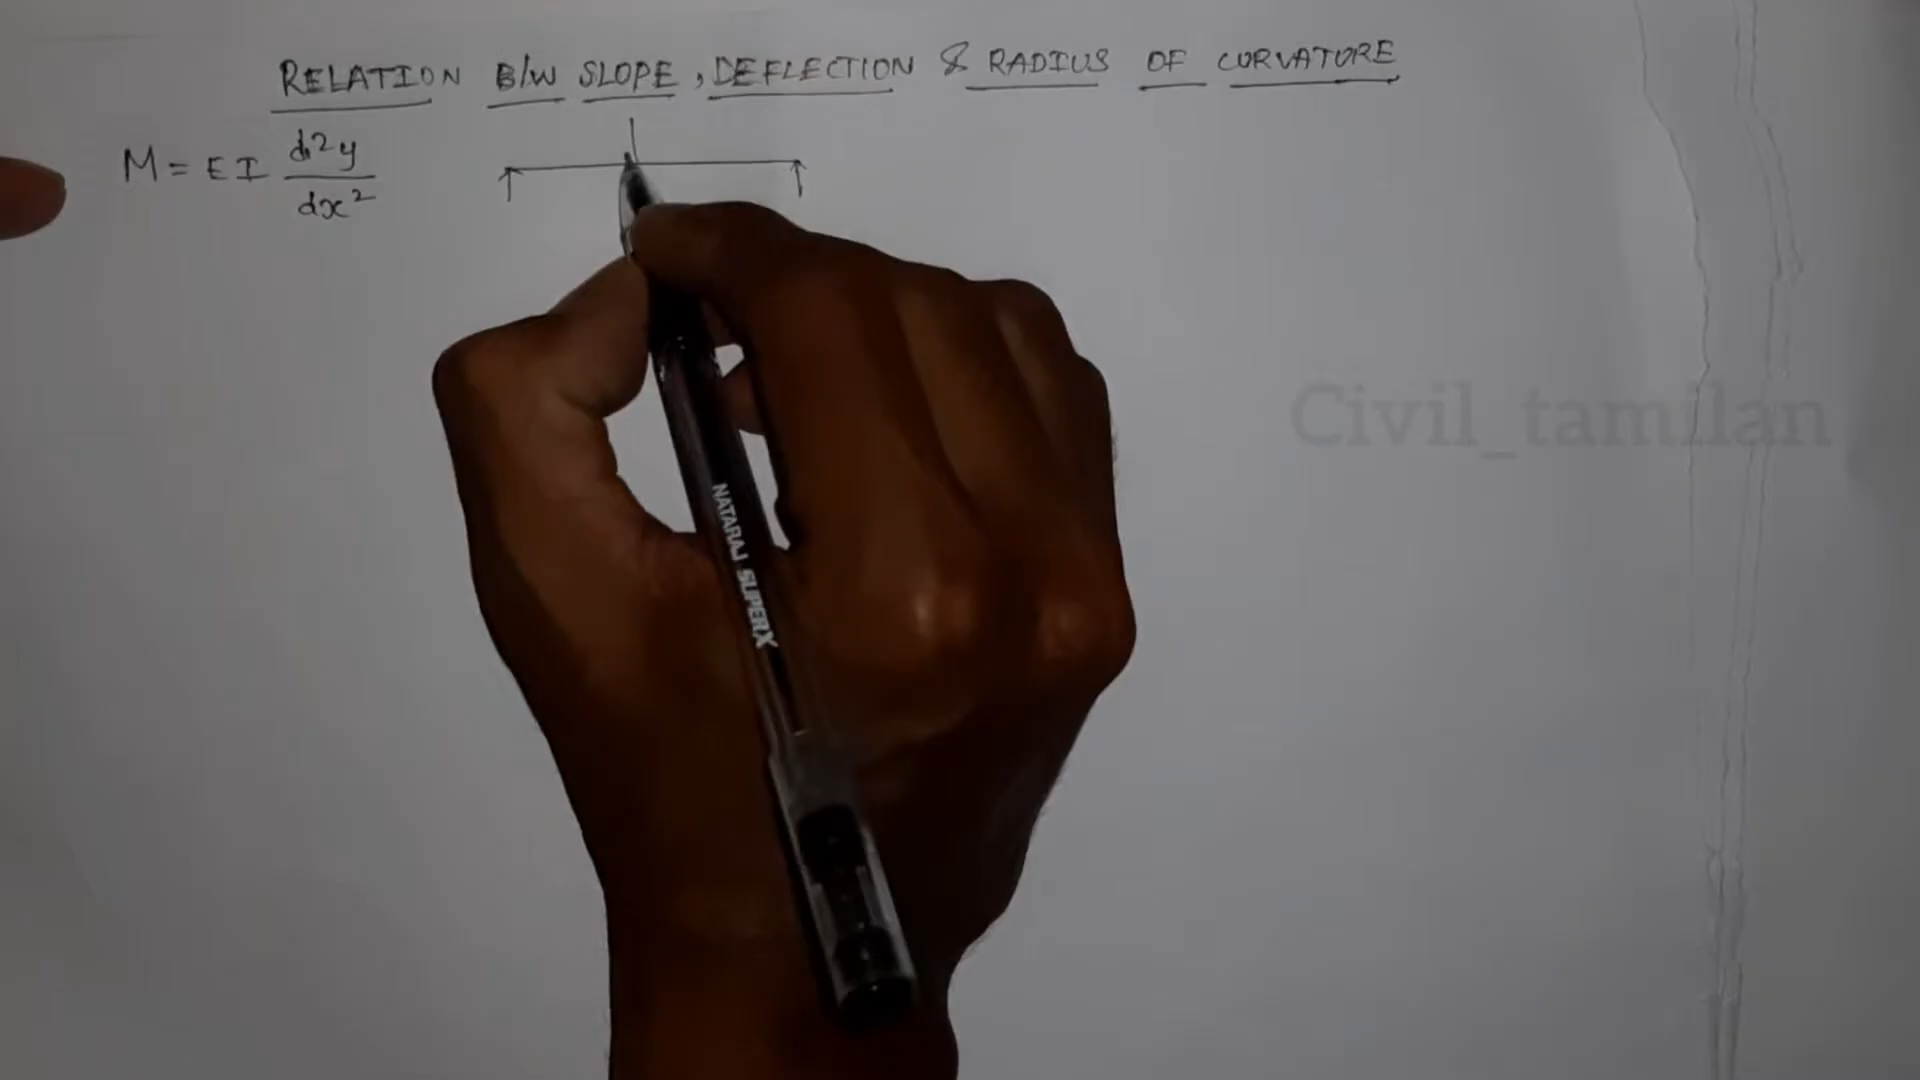 RELATION B/W SLOPE, DEFLECTION & RADIUS OF CURVATURE
M = EI d²y/dx²
Civil_tamilan
NATARAJ SUPERX